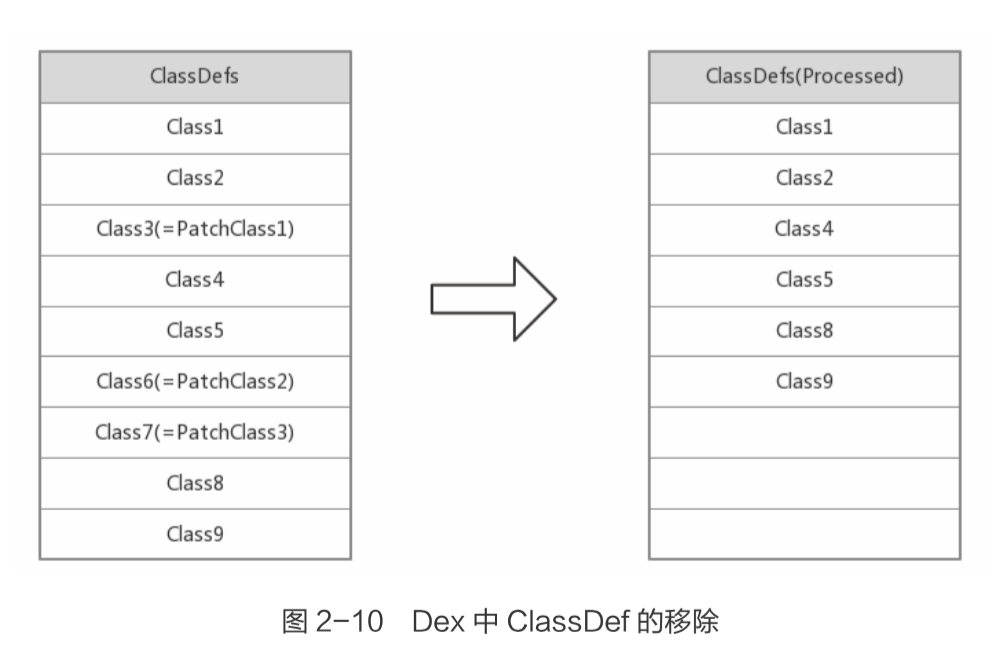 ClassDefs
Class1
Class2
Class3(=PatchClass1)
Class4
Class5
Class6(=PatchClass2)
Class7(=PatchClass3)
Class8
Class9
ClassDefs(Processed)
Class1
Class2
Class4
Class5
Class8
Class9
图 2-10 Dex 中 ClassDef 的移除